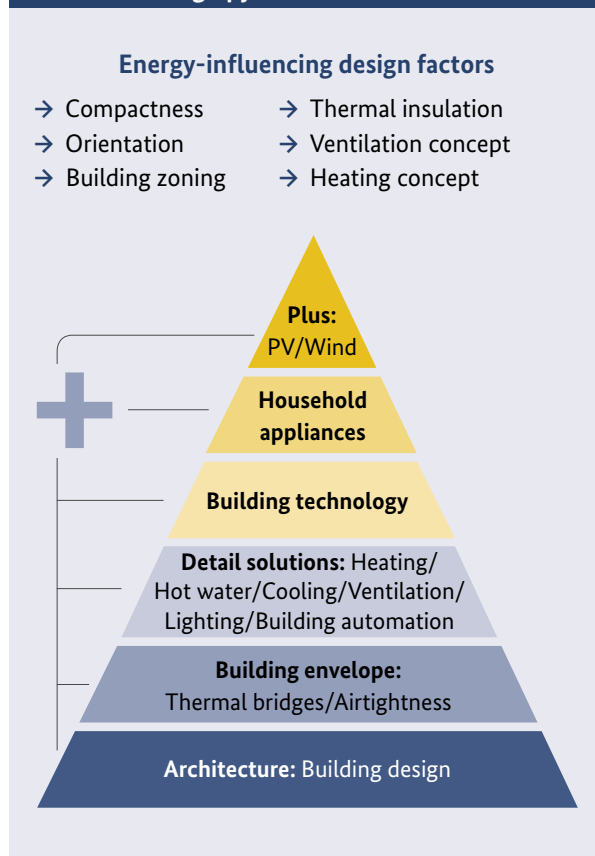 Energy-influencing design factors
→ Compactness
→ Orientation
→ Building zoning
→ Thermal insulation
→ Ventilation concept
→ Heating concept
Plus:
PV/Wind
Household
appliances
Building technology
Detail solutions: Heating/
Hot water/Cooling/Ventilation/
Lighting/Building automation
Building envelope:
Thermal bridges/Airtightness
Architecture: Building design